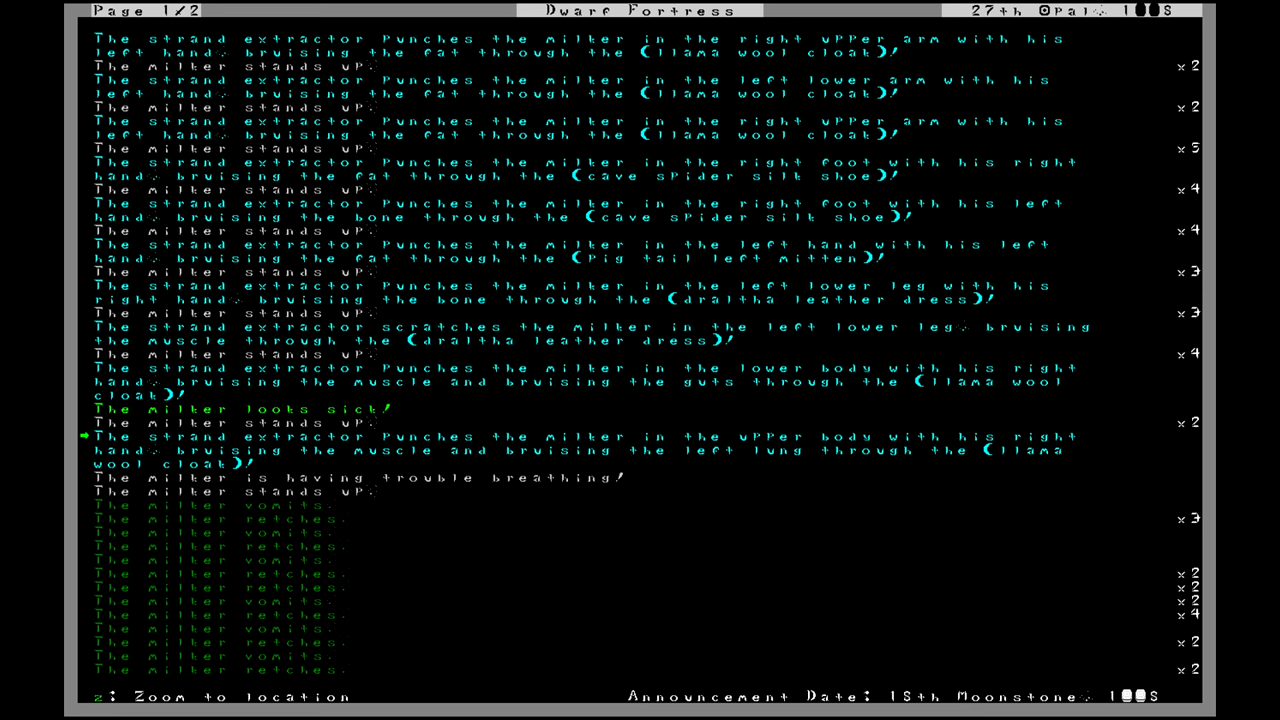 Page 1/2 Dwarf Fortress 27th Opal, 1005
The strand extractor Punches the milker in the right upper arm with his
left hand, bruising the fat through the (llama wool cloak)!
The milker stands up. x2
The strand extractor Punches the milker in the left lower arm with his
left hand, bruising the fat through the (llama wool cloak)!
The milker stands up. x2
The strand extractor Punches the milker in the right upper arm with his
left hand, bruising the fat through the (llama wool cloak)!
The milker stands up. x5
The strand extractor Punches the milker in the right foot with his right
hand, bruising the fat through the (cave spider silk shoe)!
The milker stands up. x4
The strand extractor Punches the milker in the right foot with his left
hand, bruising the bone through the (cave spider silk shoe)!
The milker stands up. x4
The strand extractor Punches the milker in the left hand with his left
hand, bruising the fat through the (Pig tail left mitten)!
The milker stands up. x3
The strand extractor Punches the milker in the left lower leg with his
right hand, bruising the bone through the (draltha leather dress)!
The milker stands up. x3
The strand extractor scratches the milker in the left lower leg, bruising
the muscle through the (draltha leather dress)!
The milker stands up. x4
The strand extractor Punches the milker in the lower body with his right
hand, bruising the muscle and bruising the guts through the (llama wool
cloak)!
The milker looks sick!
The milker stands up. x2
The strand extractor Punches the milker in the upper body with his right
hand, bruising the muscle and bruising the left lung through the (llama
wool cloak)!
The milker is having trouble breathing!
The milker stands up.
The milker vomits.
The milker retches. x3
The milker vomits.
The milker retches.
The milker vomits.
The milker retches. x2
The milker retches. x2
The milker vomits. x2
The milker retches. x4
The milker vomits.
The milker retches. x2
The milker vomits.
The milker retches. x2
z: Zoom to location Announcement Date: 18th Moonstone, 1005